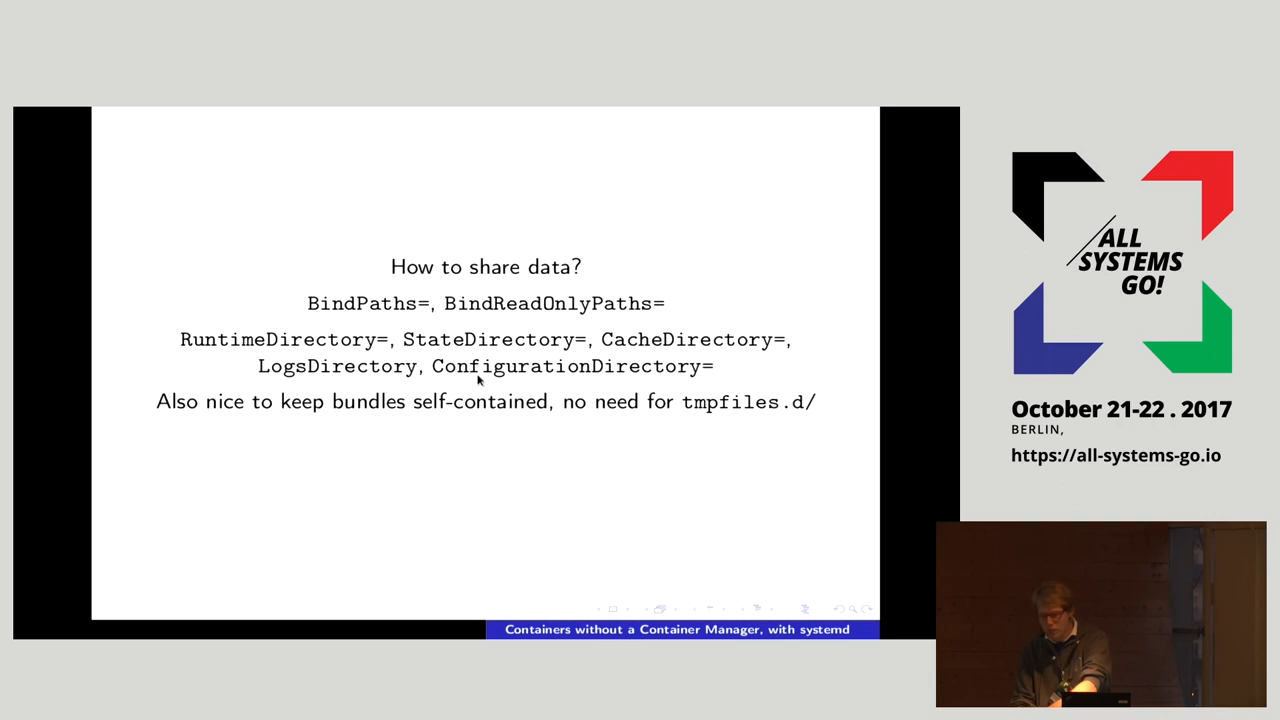 How to share data?
BindPaths=, BindReadOnlyPaths=
RuntimeDirectory=, StateDirectory=, CacheDirectory=,
LogsDirectory, ConfigurationDirectory=
Also nice to keep bundles self-contained, no need for tmpfiles.d/
Containers without a Container Manager, with systemd
ALL
SYSTEMS
GO!
October 21-22 . 2017
BERLIN,
https://all-systems-go.io